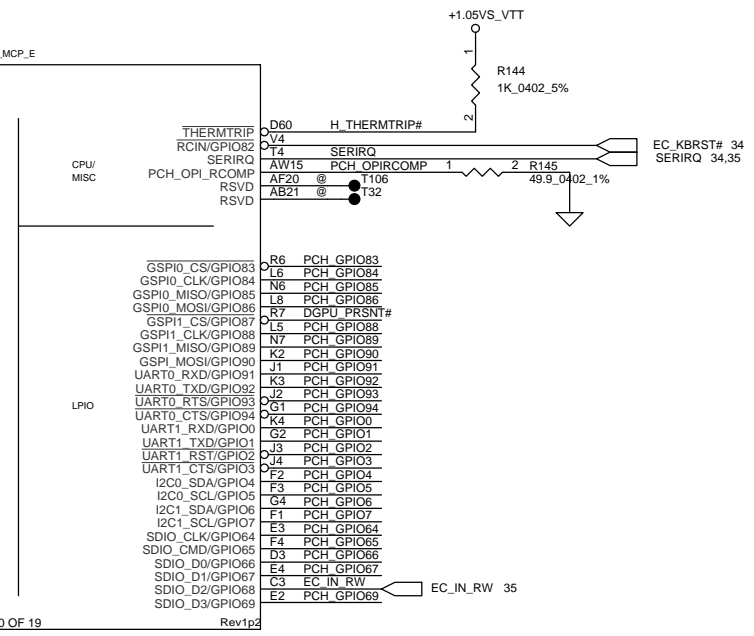 +1.05VS_VTT
_MCP_E
1
R144
1K_0402_5%
2
THERMTRIP D60 H_THERMTRIP#
RCIN/GPIO82 V4 EC_KBRST# 34
SERIRQ T4 SERIRQ SERIRQ 34,35
CPU/
MISC
PCH_OPI_RCOMP AW15 PCH_OPIRCOMP 1 2 R145
49.9_0402_1%
RSVD AF20 @ T106
RSVD AB21 @ T32
GSPI0_CS/GPIO83 R6 PCH_GPIO83
GSPI0_CLK/GPIO84 L6 PCH_GPIO84
GSPI0_MISO/GPIO85 N6 PCH_GPIO85
GSPI0_MOSI/GPIO86 L8 PCH_GPIO86
GSPI1_CS/GPIO87 R7 DGPU_PRSNT#
GSPI1_CLK/GPIO88 L5 PCH_GPIO88
GSPI1_MISO/GPIO89 N7 PCH_GPIO89
GSPI_MOSI/GPIO90 K2 PCH_GPIO90
UART0_RXD/GPIO91 J1 PCH_GPIO91
UART0_TXD/GPIO92 K3 PCH_GPIO92
LPIO
UART0_RTS/GPIO93 J2 PCH_GPIO93
UART0_CTS/GPIO94 G1 PCH_GPIO94
UART1_RXD/GPIO0 K4 PCH_GPIO0
UART1_TXD/GPIO1 G2 PCH_GPIO1
UART1_RST/GPIO2 J3 PCH_GPIO2
UART1_CTS/GPIO3 J4 PCH_GPIO3
I2C0_SDA/GPIO4 F2 PCH_GPIO4
I2C0_SCL/GPIO5 F3 PCH_GPIO5
I2C1_SDA/GPIO6 G4 PCH_GPIO6
I2C1_SCL/GPIO7 F1 PCH_GPIO7
SDIO_CLK/GPIO64 E3 PCH_GPIO64
SDIO_CMD/GPIO65 F4 PCH_GPIO65
SDIO_D0/GPIO66 D3 PCH_GPIO66
SDIO_D1/GPIO67 E4 PCH_GPIO67
SDIO_D2/GPIO68 C3 EC_IN_RW EC_IN_RW 35
SDIO_D3/GPIO69 E2 PCH_GPIO69
0 OF 19 Rev1p2